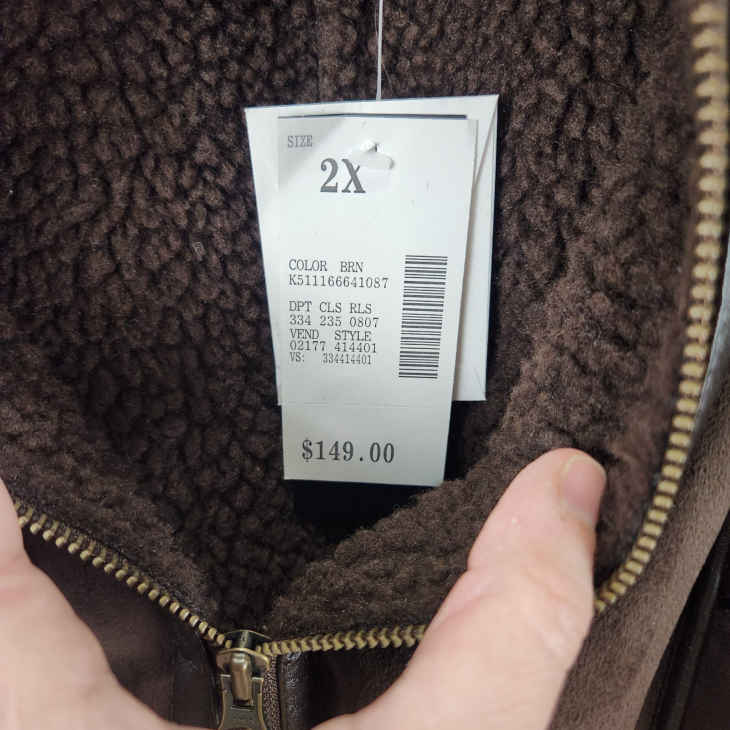 SIZE
2X
COLOR BRN
K511166641087
DPT CLS RLS
334 235 0807
VEND STYLE
02177 414401
VS: 334414401
$149.00